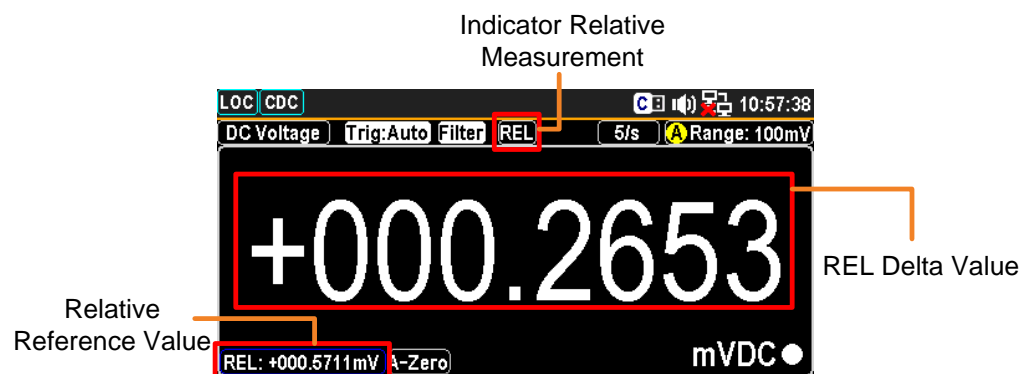 Indicator Relative
Measurement
LOC CDC C 10:57:38
DC Voltage Trig:Auto Filter REL 5/s A Range: 100mV
+000.2653
REL Delta Value
Relative
Reference Value
REL: +000.5711mV A-Zero mVDC